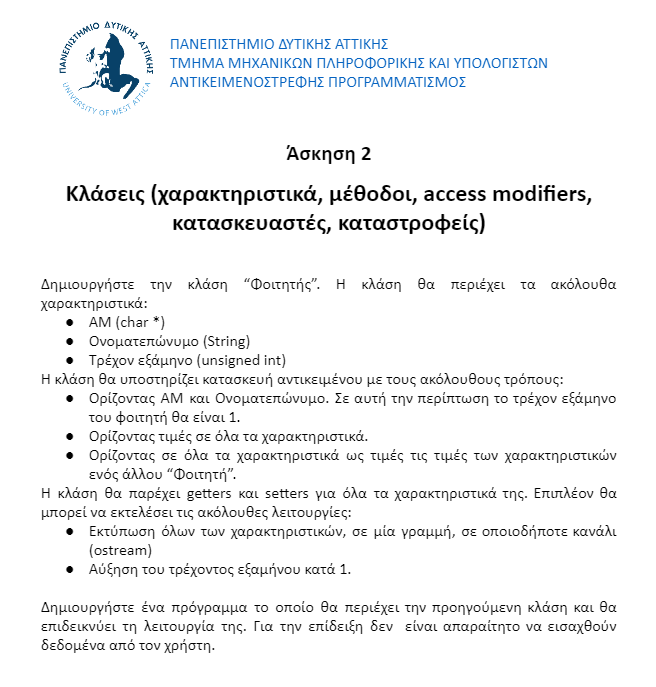 ΠΑΝΕΠΙΣΤΗΜΙΟ ΔΥΤΙΚΗΣ ΑΤΤΙΚΗΣ
UNIVERSITY OF WEST ATTICA
ΠΑΝΕΠΙΣΤΗΜΙΟ ΔΥΤΙΚΗΣ ΑΤΤΙΚΗΣ
ΤΜΗΜΑ ΜΗΧΑΝΙΚΩΝ ΠΛΗΡΟΦΟΡΙΚΗΣ ΚΑΙ ΥΠΟΛΟΓΙΣΤΩΝ
ΑΝΤΙΚΕΙΜΕΝΟΣΤΡΕΦΗΣ ΠΡΟΓΡΑΜΜΑΤΙΣΜΟΣ
Άσκηση 2
Κλάσεις (χαρακτηριστικά, μέθοδοι, access modifiers,
κατασκευαστές, καταστροφείς)
Δημιουργήστε την κλάση “Φοιτητής”. Η κλάση θα περιέχει τα ακόλουθα
χαρακτηριστικά:
● ΑΜ (char *)
● Ονοματεπώνυμο (String)
● Τρέχον εξάμηνο (unsigned int)
Η κλάση θα υποστηρίζει κατασκευή αντικειμένου με τους ακόλουθους τρόπους:
● Ορίζοντας ΑΜ και Ονοματεπώνυμο. Σε αυτή την περίπτωση το τρέχον εξάμηνο
του φοιτητή θα είναι 1.
● Ορίζοντας τιμές σε όλα τα χαρακτηριστικά.
● Ορίζοντας σε όλα τα χαρακτηριστικά ως τιμές τις τιμές των χαρακτηριστικών
ενός άλλου “Φοιτητή”.
Η κλάση θα παρέχει getters και setters για όλα τα χαρακτηριστικά της. Επιπλέον θα
μπορεί να εκτελέσει τις ακόλουθες λειτουργίες:
● Εκτύπωση όλων των χαρακτηριστικών, σε μία γραμμή, σε οποιοδήποτε κανάλι
(ostream)
● Αύξηση του τρέχοντος εξαμήνου κατά 1.
Δημιουργήστε ένα πρόγραμμα το οποίο θα περιέχει την προηγούμενη κλάση και θα
επιδεικνύει τη λειτουργία της. Για την επίδειξη δεν είναι απαραίτητο να εισαχθούν
δεδομένα από τον χρήστη.